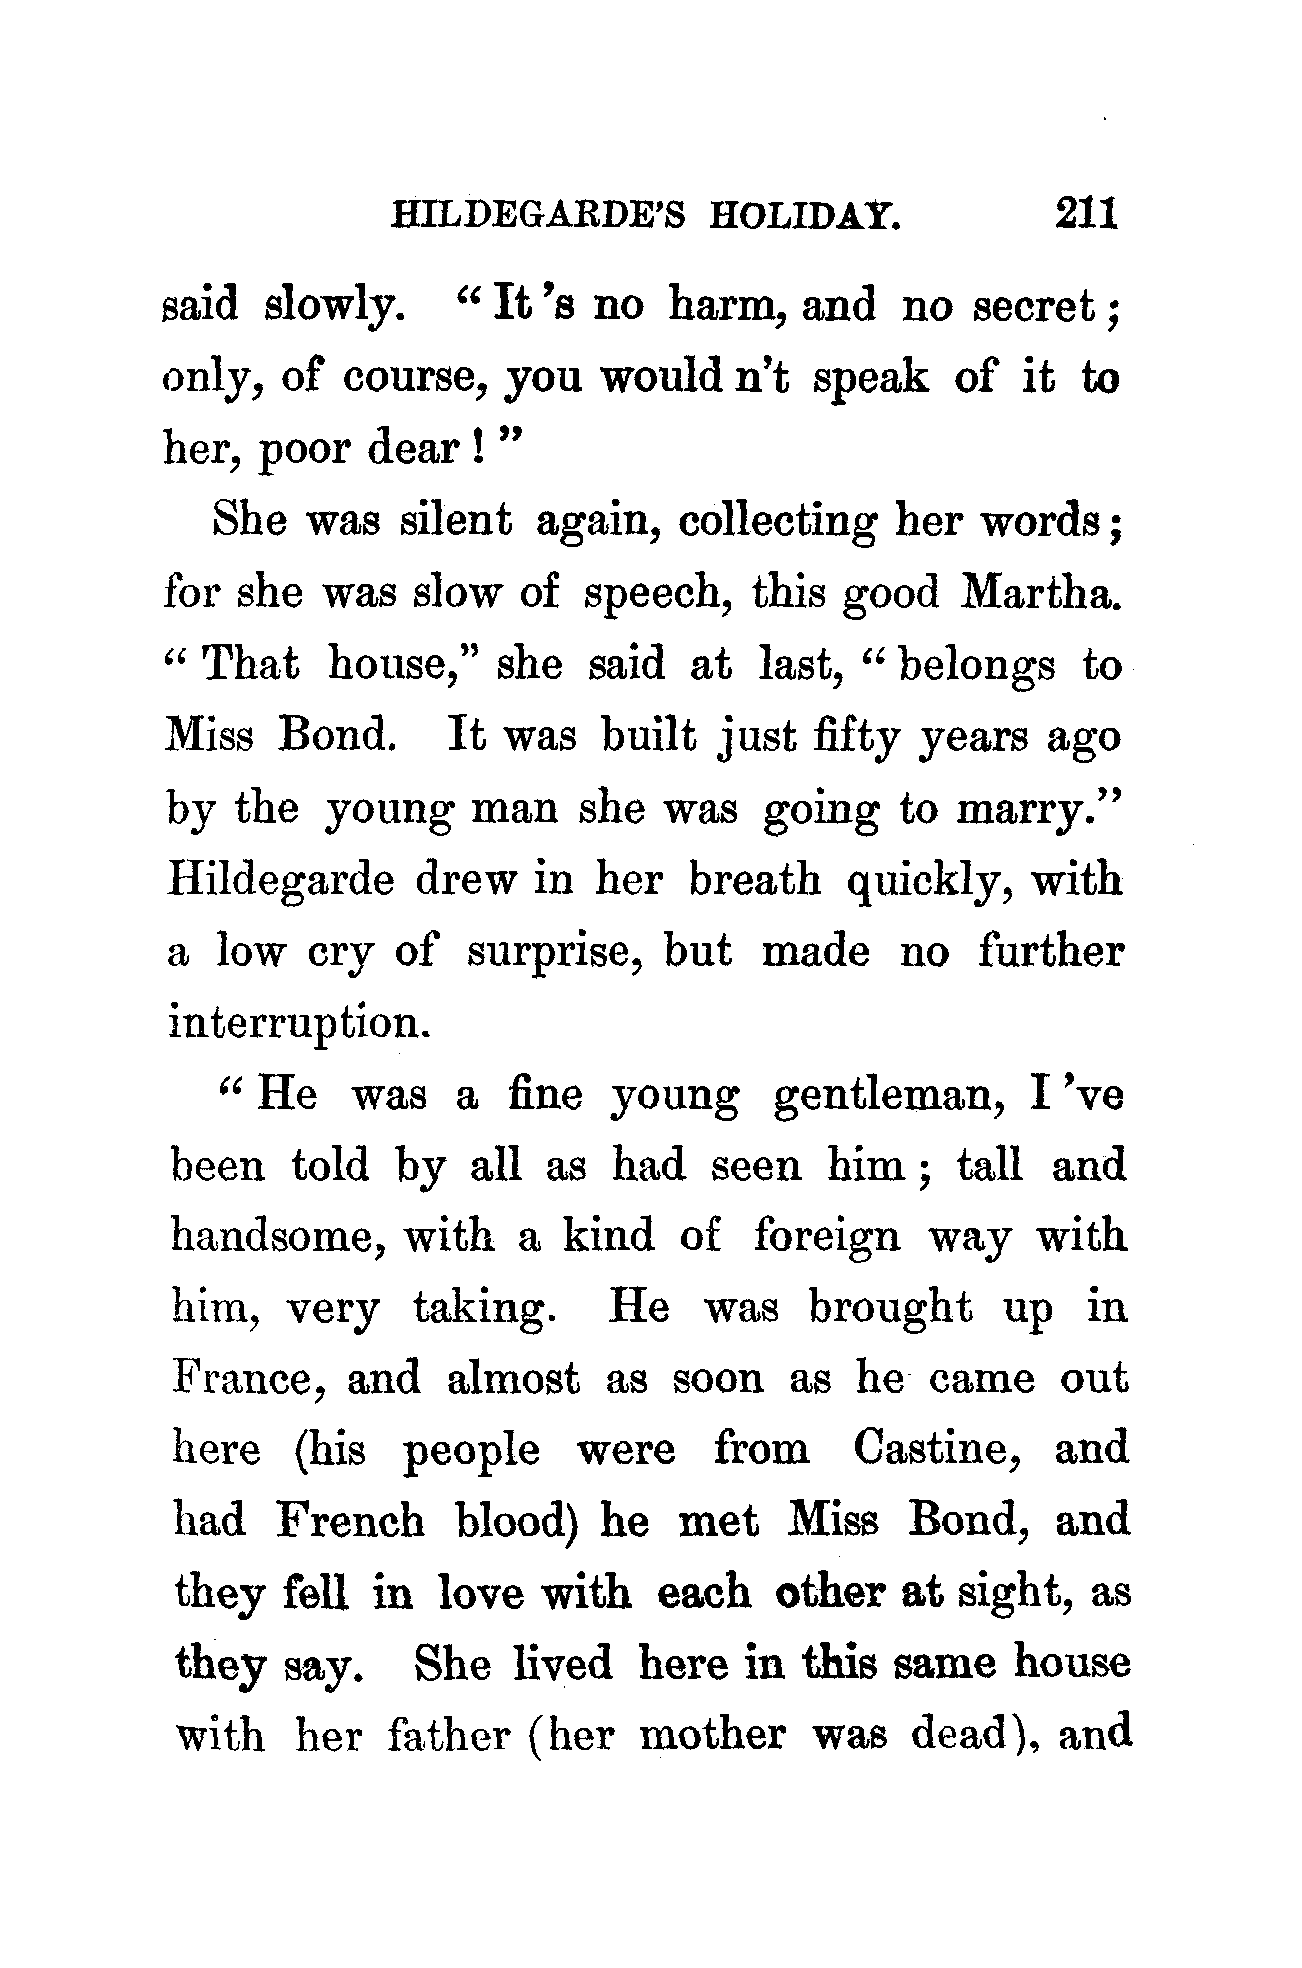 HILDEGARDE'S HOLIDAY. 211
said slowly. “ It 's no harm, and no secret ;
only, of course, you would n't speak of it to
her, poor dear ! ”
She was silent again, collecting her words ;
for she was slow of speech, this good Martha.
“ That house,” she said at last, “ belongs to
Miss Bond. It was built just fifty years ago
by the young man she was going to marry.”
Hildegarde drew in her breath quickly, with
a low cry of surprise, but made no further
interruption.
“ He was a fine young gentleman, I 've
been told by all as had seen him ; tall and
handsome, with a kind of foreign way with
him, very taking. He was brought up in
France, and almost as soon as he came out
here (his people were from Castine, and
had French blood) he met Miss Bond, and
they fell in love with each other at sight, as
they say. She lived here in this same house
with her father (her mother was dead), and